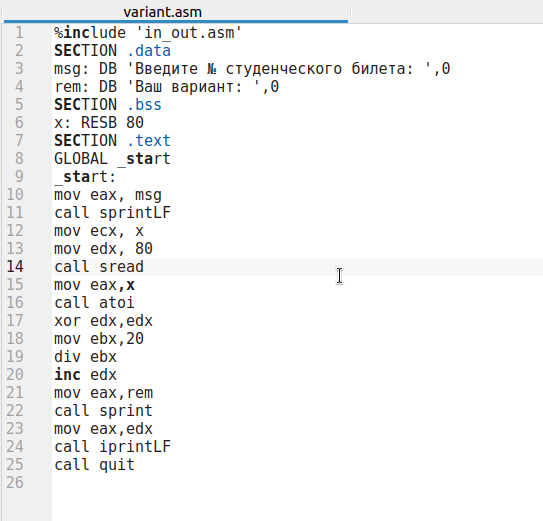 variant.asm
1 %include 'in_out.asm'
2 SECTION .data
3 msg: DB 'Введите № студенческого билета: ',0
4 rem: DB 'Ваш вариант: ',0
5 SECTION .bss
6 x: RESB 80
7 SECTION .text
8 GLOBAL _start
9 _start:
10 mov eax, msg
11 call sprintLF
12 mov ecx, x
13 mov edx, 80
14 call sread
15 mov eax,x
16 call atoi
17 xor edx,edx
18 mov ebx,20
19 div ebx
20 inc edx
21 mov eax,rem
22 call sprint
23 mov eax,edx
24 call iprintLF
25 call quit
26